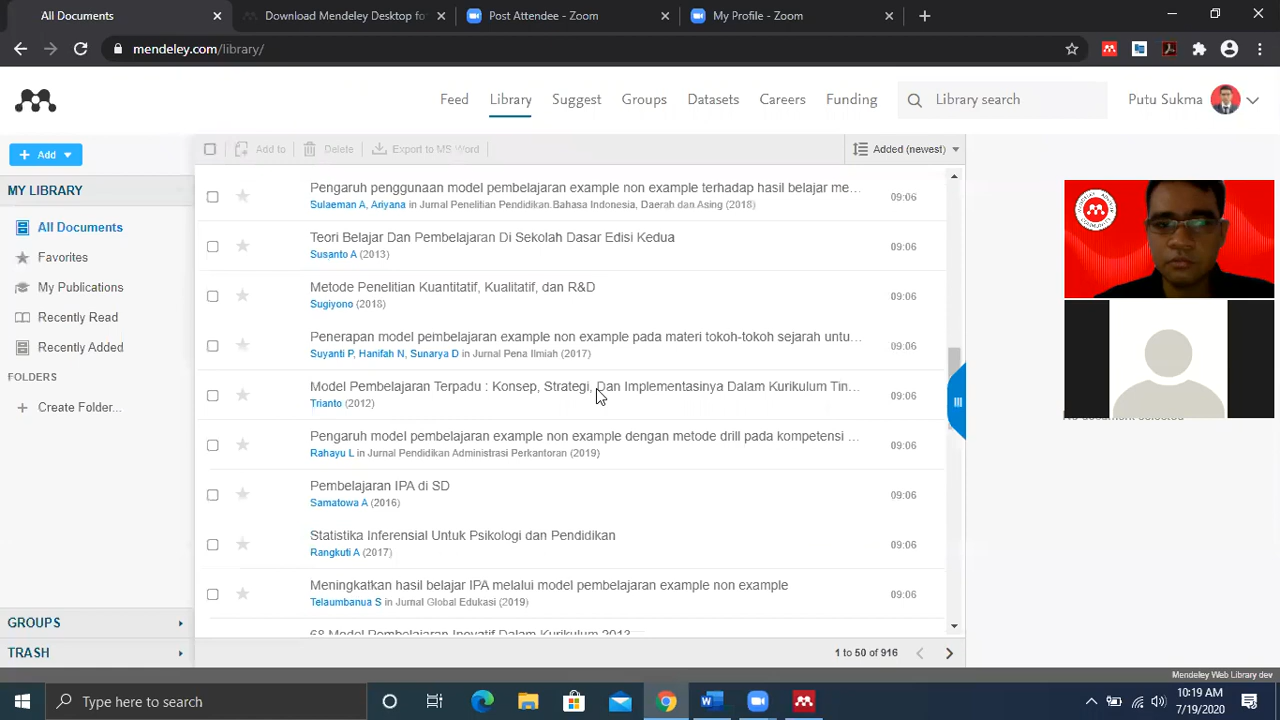 All Documents
Download Mendeley Desktop fo
Post Attendee - Zoom
My Profile - Zoom
mendeley.com/library/
Feed
Library
Suggest
Groups
Datasets
Careers
Funding
Library search
Putu Sukma
Add
Add to
Delete
Export to MS Word
Added (newest)
MY LIBRARY
All Documents
Favorites
My Publications
Recently Read
Recently Added
FOLDERS
Create Folder...
GROUPS
TRASH
Pengaruh penggunaan model pembelajaran example non example terhadap hasil belajar me...
Sulaeman A, Ariyana in Jurnal Penelitian Pendidikan Bahasa Indonesia, Daerah dan Asing (2018)
09:06
Teori Belajar Dan Pembelajaran Di Sekolah Dasar Edisi Kedua
Susanto A (2013)
09:06
Metode Penelitian Kuantitatif, Kualitatif, dan R&D
Sugiyono (2018)
09:06
Penerapan model pembelajaran example non example pada materi tokoh-tokoh sejarah untu...
Suyanti P, Hanifah N, Sunarya D in Jurnal Pena Ilmiah (2017)
09:06
Model Pembelajaran Terpadu : Konsep, Strategi, Dan Implementasinya Dalam Kurikulum Tin...
Trianto (2012)
09:06
Pengaruh model pembelajaran example non example dengan metode drill pada kompetensi ...
Rahayu L in Jurnal Pendidikan Administrasi Perkantoran (2019)
09:06
Pembelajaran IPA di SD
Samatowa A (2016)
09:06
Statistika Inferensial Untuk Psikologi dan Pendidikan
Rangkuti A (2017)
09:06
Meningkatkan hasil belajar IPA melalui model pembelajaran example non example
Telaumbanua S in Jurnal Global Edukasi (2019)
09:06
68 Model Pembelajaran Inovatif Dalam Kurikulum 2013
1 to 50 of 916
No document selected
Mendeley Web Library dev
Type here to search
10:19 AM
7/19/2020